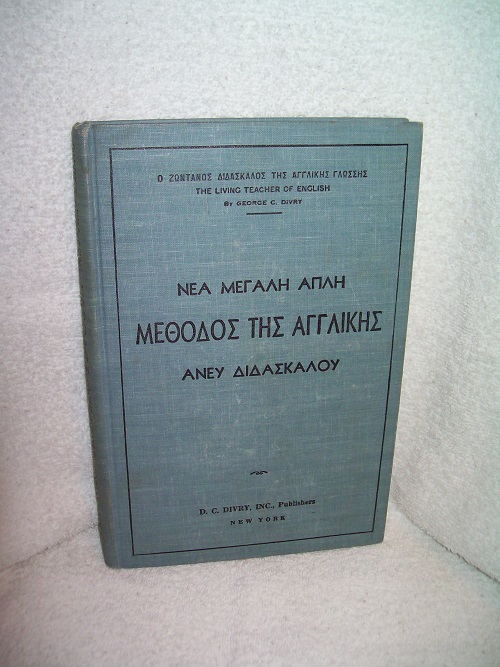 Ο ΖΩΝΤΑΝΟΣ ΔΙΔΑΣΚΑΛΟΣ ΤΗΣ ΑΓΓΛΙΚΗΣ ΓΛΩΣΣΗΣ
THE LIVING TEACHER OF ENGLISH
BY GEORGE C. DIVRY
ΝΕΑ ΜΕΓΑΛΗ ΑΠΛΗ
ΜΕΘΟΔΟΣ ΤΗΣ ΑΓΓΛΙΚΗΣ
ΑΝΕΥ ΔΙΔΑΣΚΑΛΟΥ
D. C. DIVRY, INC., Publishers
NEW YORK